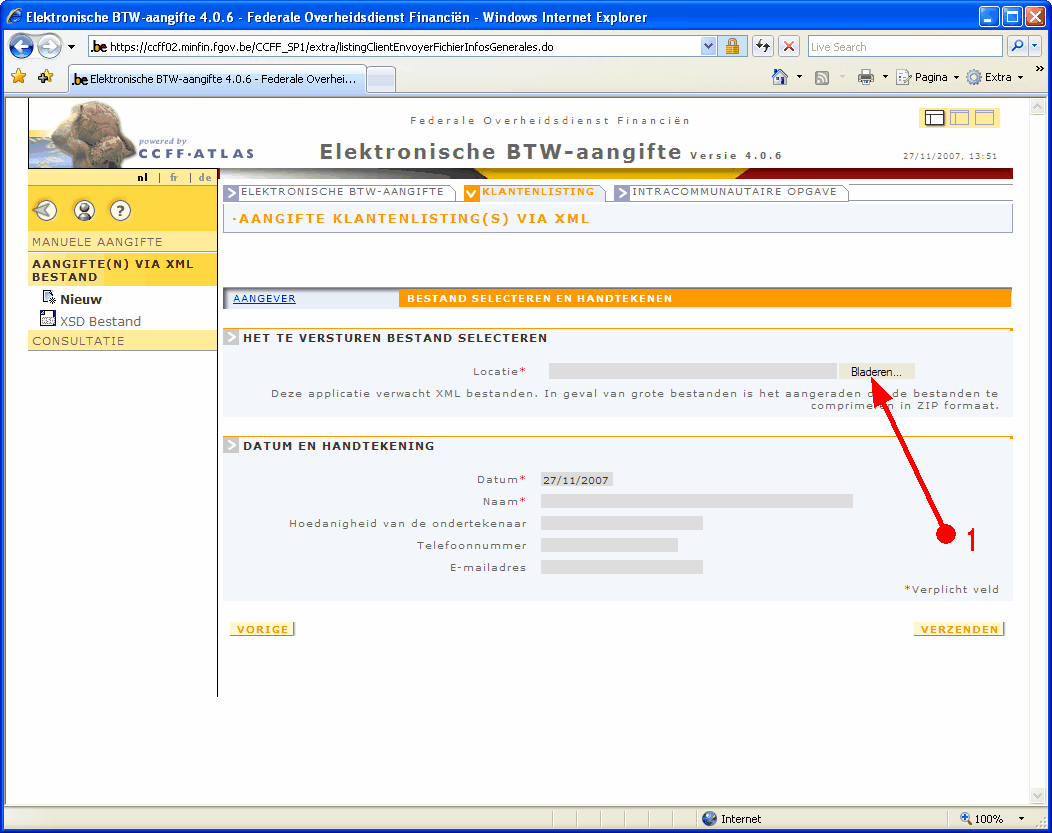 Elektronische BTW-aangifte 4.0.6 - Federale Overheidsdienst Financiën - Windows Internet Explorer
.be https://ccff02.minfin.fgov.be/CCFF_SP1/extra/listingClientEnvoyerFichierInfosGenerales.do
Live Search
.be Elektronische BTW-aangifte 4.0.6 - Federale Overhei...
Pagina
Extra
»
powered by
CCFF-ATLAS
Federale Overheidsdienst Financiën
Elektronische BTW-aangifte Versie 4.0.6
27/11/2007, 13:51
nl | fr | de
ELEKTRONISCHE BTW-AANGIFTE
KLANTENLISTING
INTRACOMMUNAUTAIRE OPGAVE
·AANGIFTE KLANTENLISTING(S) VIA XML
?
MANUELE AANGIFTE
AANGIFTE(N) VIA XML
BESTAND
Nieuw
XSD Bestand
CONSULTATIE
AANGEVER
BESTAND SELECTEREN EN HANDTEKENEN
HET TE VERSTUREN BESTAND SELECTEREN
Locatie*
Bladeren...
Deze applicatie verwacht XML bestanden. In geval van grote bestanden is het aangeraden de bestanden te
comprimeren in ZIP formaat.
DATUM EN HANDTEKENING
Datum* 27/11/2007
Naam*
Hoedanigheid van de ondertekenaar
Telefoonnummer
E-mailadres
1
*Verplicht veld
VORIGE
VERZENDEN
Internet
100%